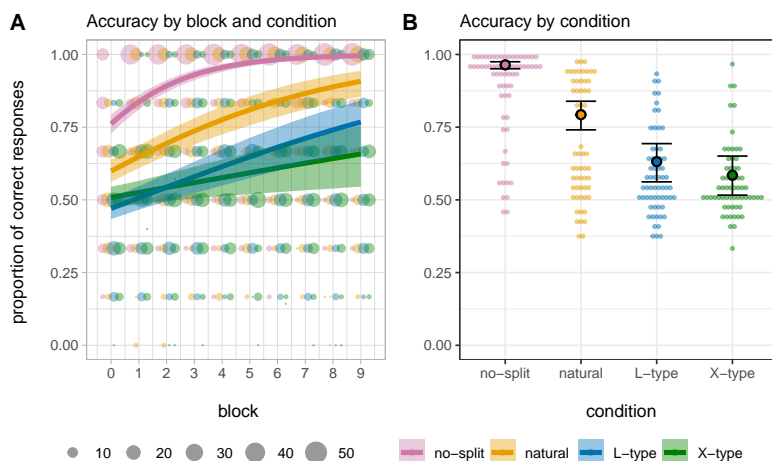 A
Accuracy by block and condition
proportion of correct responses
1.00
0.75
0.50
0.25
0.00
0 1 2 3 4 5 6 7 8 9
block
B
Accuracy by condition
1.00
0.75
0.50
0.25
0.00
no−split natural L−type X−type
condition
10 20 30 40 50
no−split natural L−type X−type